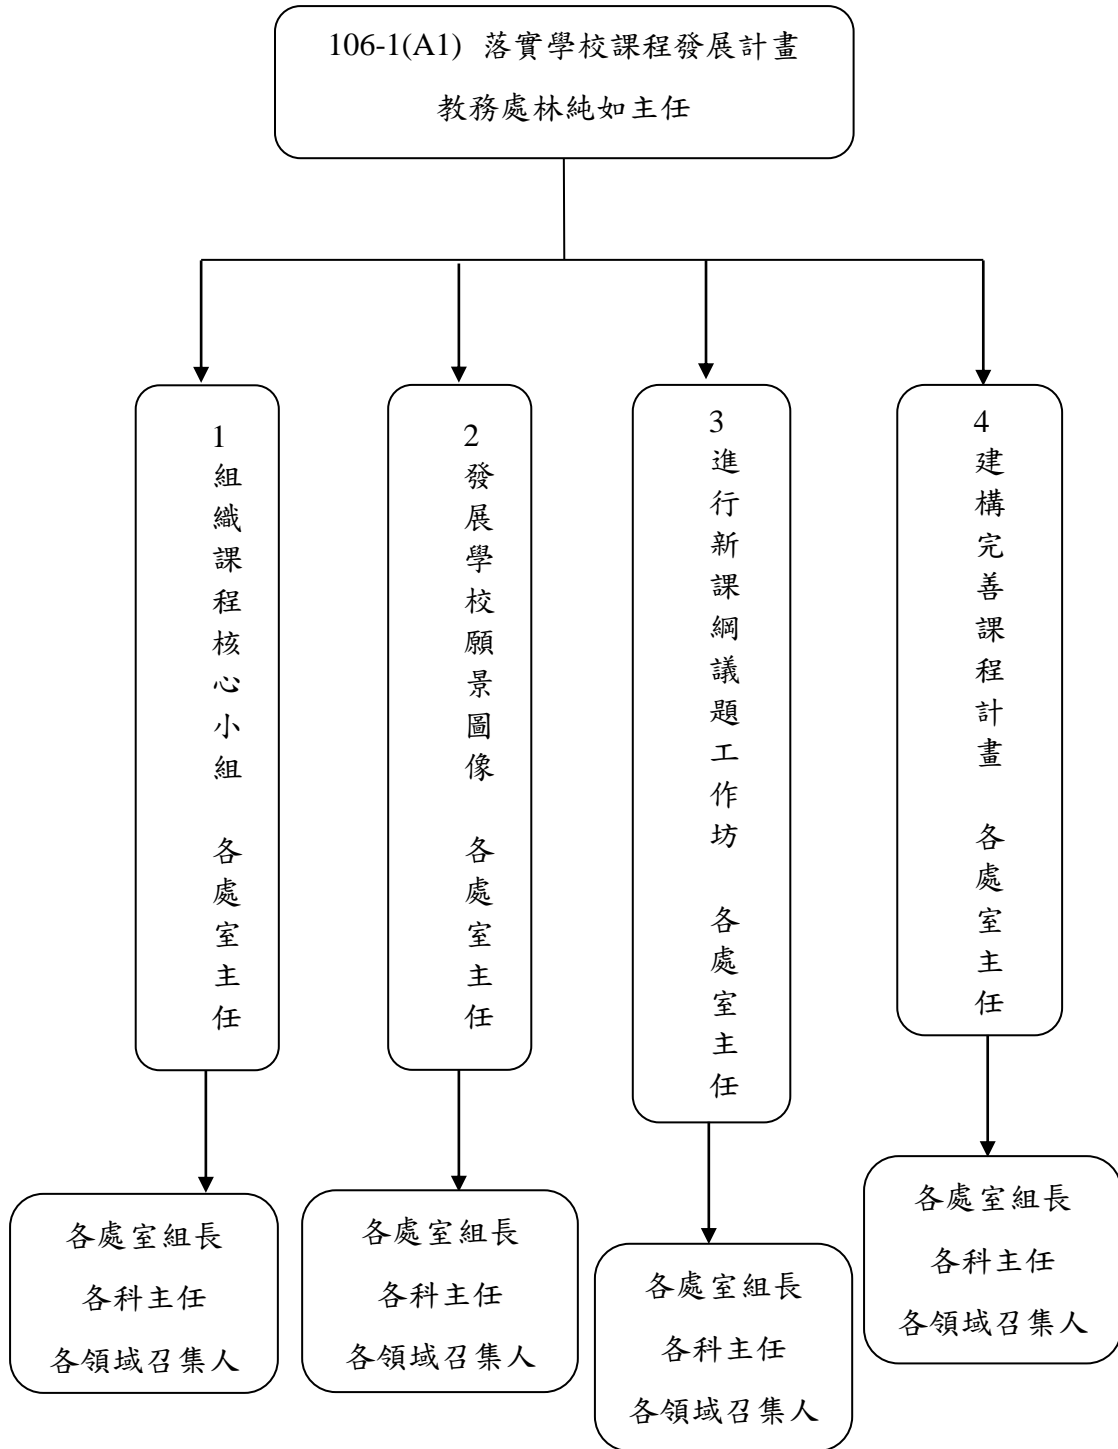 106-1(A1) 落實學校課程發展計畫
教務處林純如主任
1
組織課程核心小組 各處室主任
2
發展學校願景圖像 各處室主任
3
進行新課綱議題工作坊 各處室主任
4
建構完善課程計畫 各處室主任
各處室組長
各科主任
各領域召集人
各處室組長
各科主任
各領域召集人
各處室組長
各科主任
各領域召集人
各處室組長
各科主任
各領域召集人